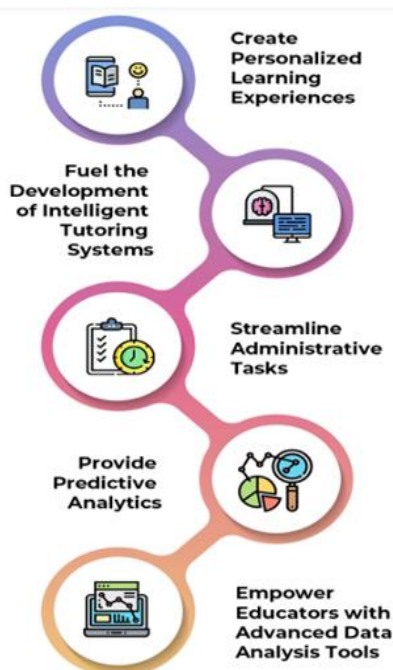 Create
Personalized
Learning
Experiences
Fuel the
Development
of Intelligent
Tutoring
Systems
Streamline
Administrative
Tasks
Provide
Predictive
Analytics
Empower
Educators with
Advanced Data
Analysis Tools